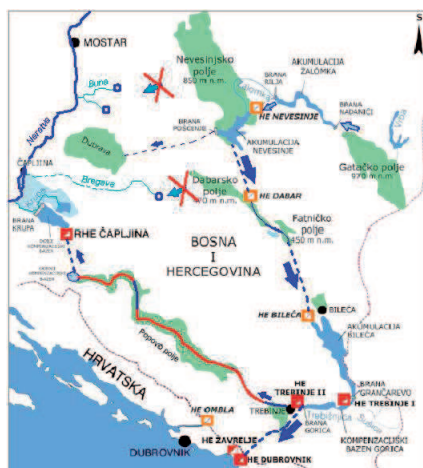 S
MOSTAR
Buna
Nevesinjsko
polje
850 m n.m.
AKUMULACIJA
ZALOMKA
BRANA
RILJA
BRANA
NADANIĆI
HE NEVESINJE
Neretva
BRANA
POŠĆENJE
AKUMULACIJA
NEVESINJE
Gatačko polje
970 m n.m.
ČAPLJINA
Bregava
Dabarsko
polje
HE DABAR
Fatničko
polje
450 m n.m.
BRANA
KRUPA
RHE ČAPLJINA
BOSNA
I
HERCEGOVINA
HE BILEĆA
BILEĆA
AKUMULACIJA
BILEĆA
Popovo polje
HRVATSKA
HE
TREBINJE II
BRANA
GRANČAREVO
HE TREBINJE I
HE OMBLA
TREBINJE
Trebišnjica
BRANA
GORICA
KOMPENZACIJSKI
BAZEN GORICA
DUBROVNIK
HE ZAVRELJE
HE DUBROVNIK